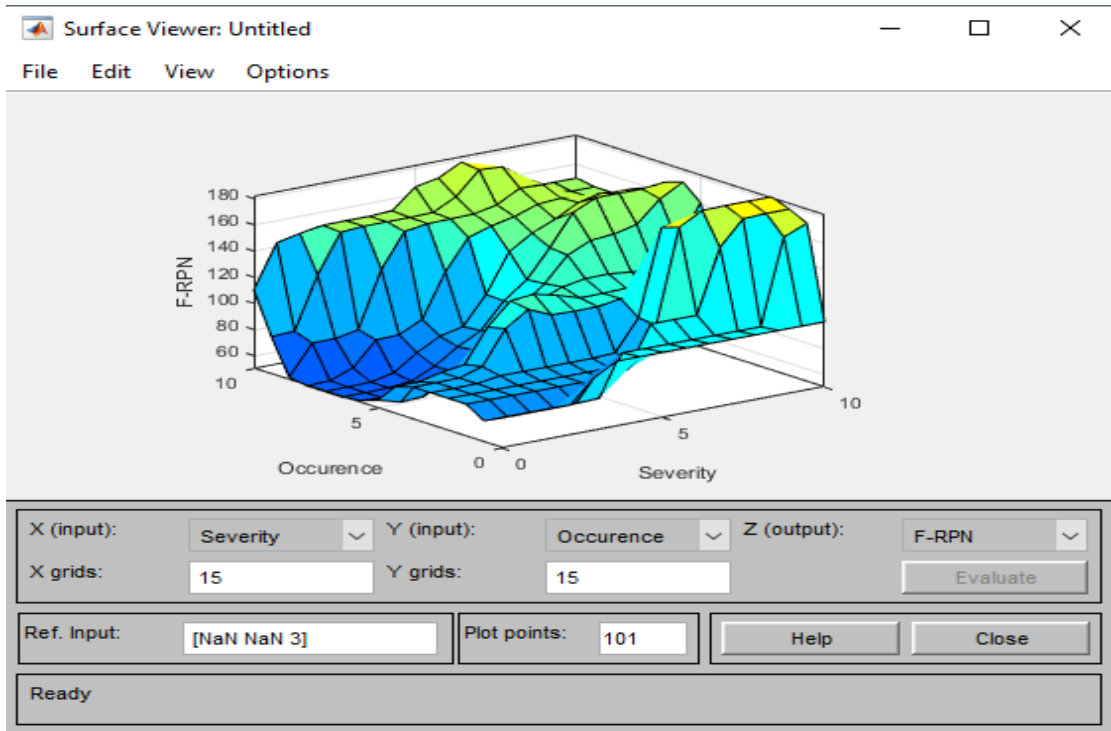 Surface Viewer: Untitled
File Edit View Options
180
160
140
120
100
80
60
F-RPN
10
5
0
Occurence
0
5
10
Severity
X (input): Severity Y (input): Occurence Z (output): F-RPN
X grids: 15 Y grids: 15 Evaluate
Ref. Input: [NaN NaN 3] Plot points: 101 Help Close
Ready